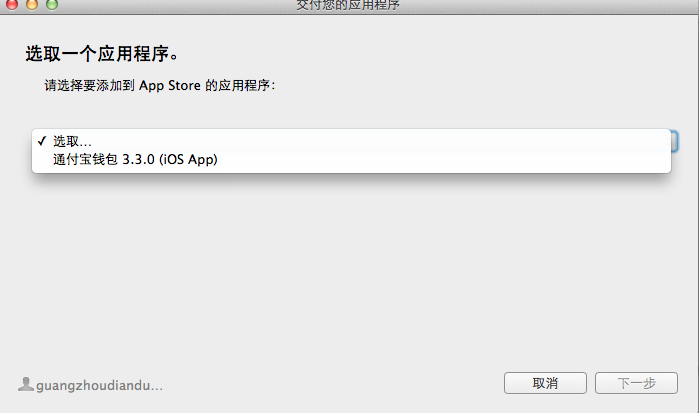 交付您的应用程序
选取一个应用程序。
请选择要添加到 App Store 的应用程序：
✓ 选取...
通付宝钱包 3.3.0 (iOS App)
guangzhoudiandu...
取消
下一步